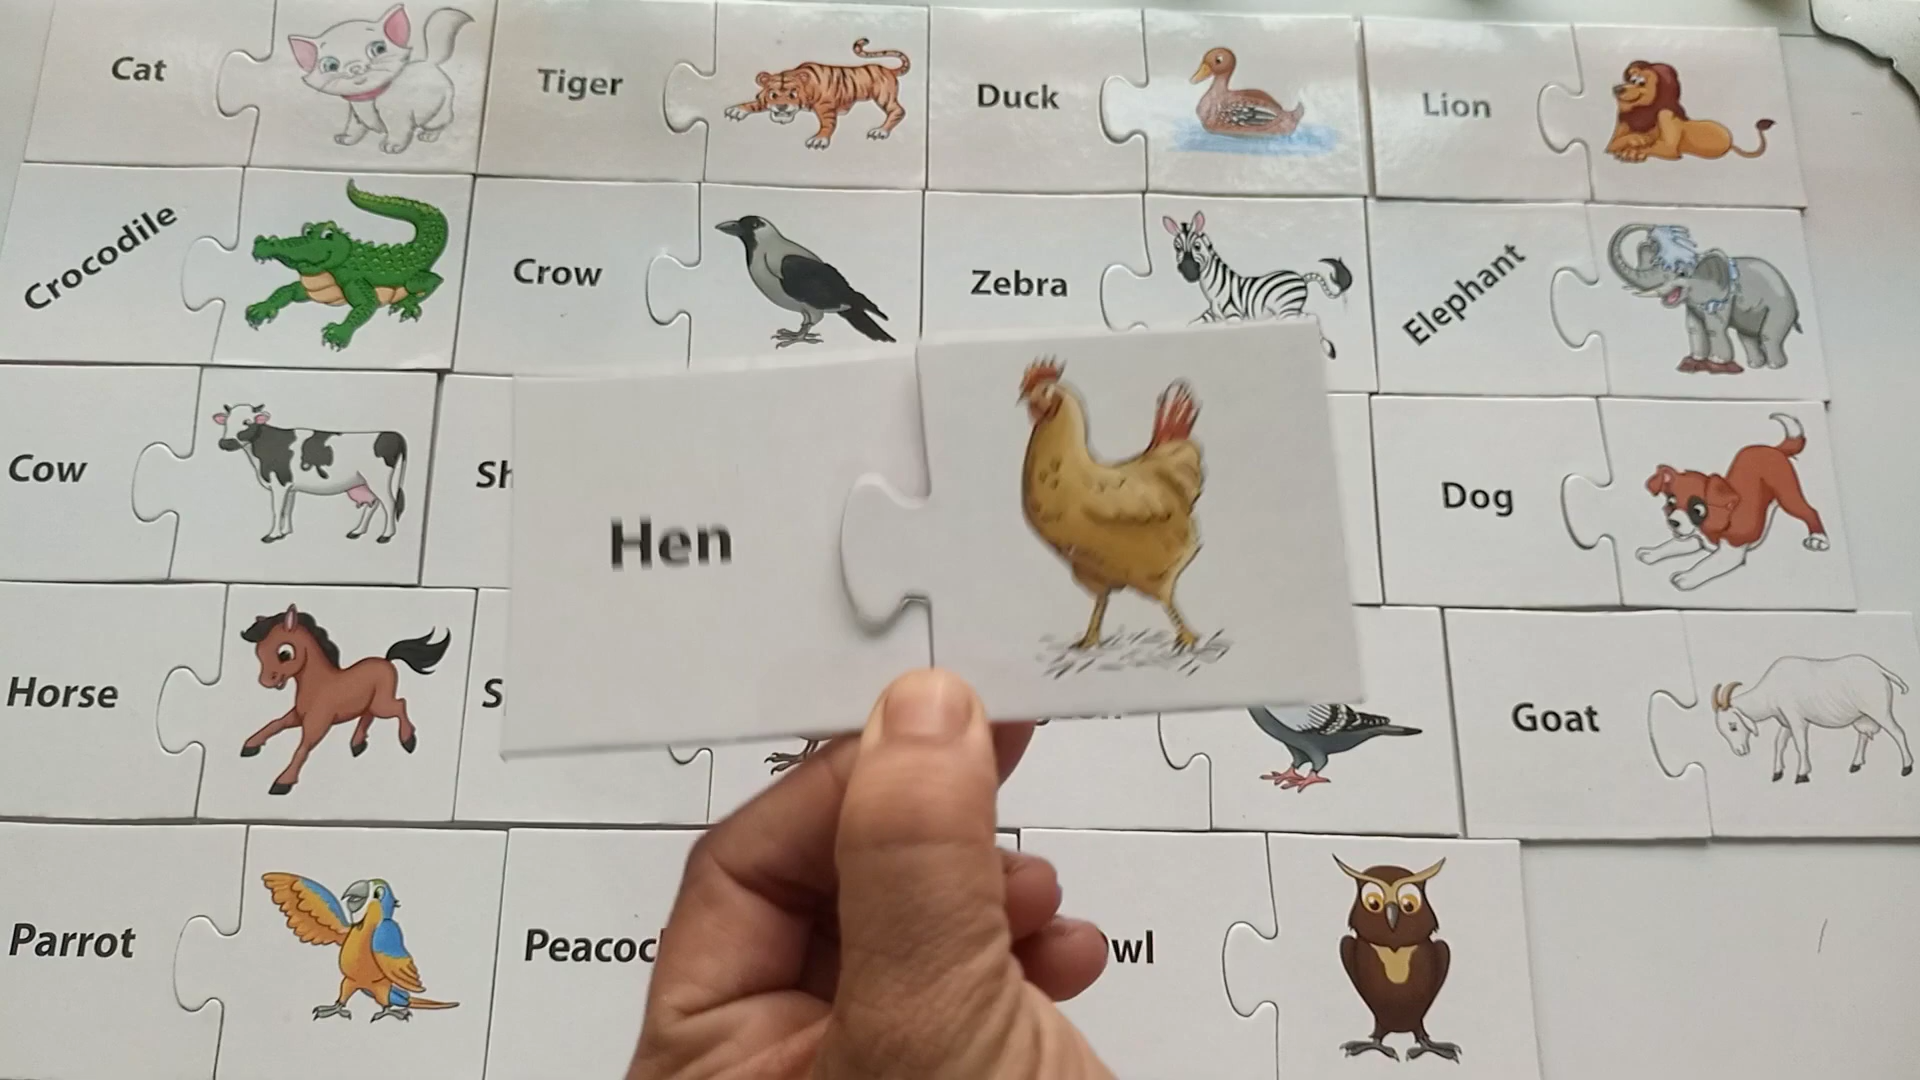 Cat
Tiger
Duck
Lion
Crocodile
Crow
Zebra
Elephant
Cow
Hen
Dog
Horse
Goat
Parrot